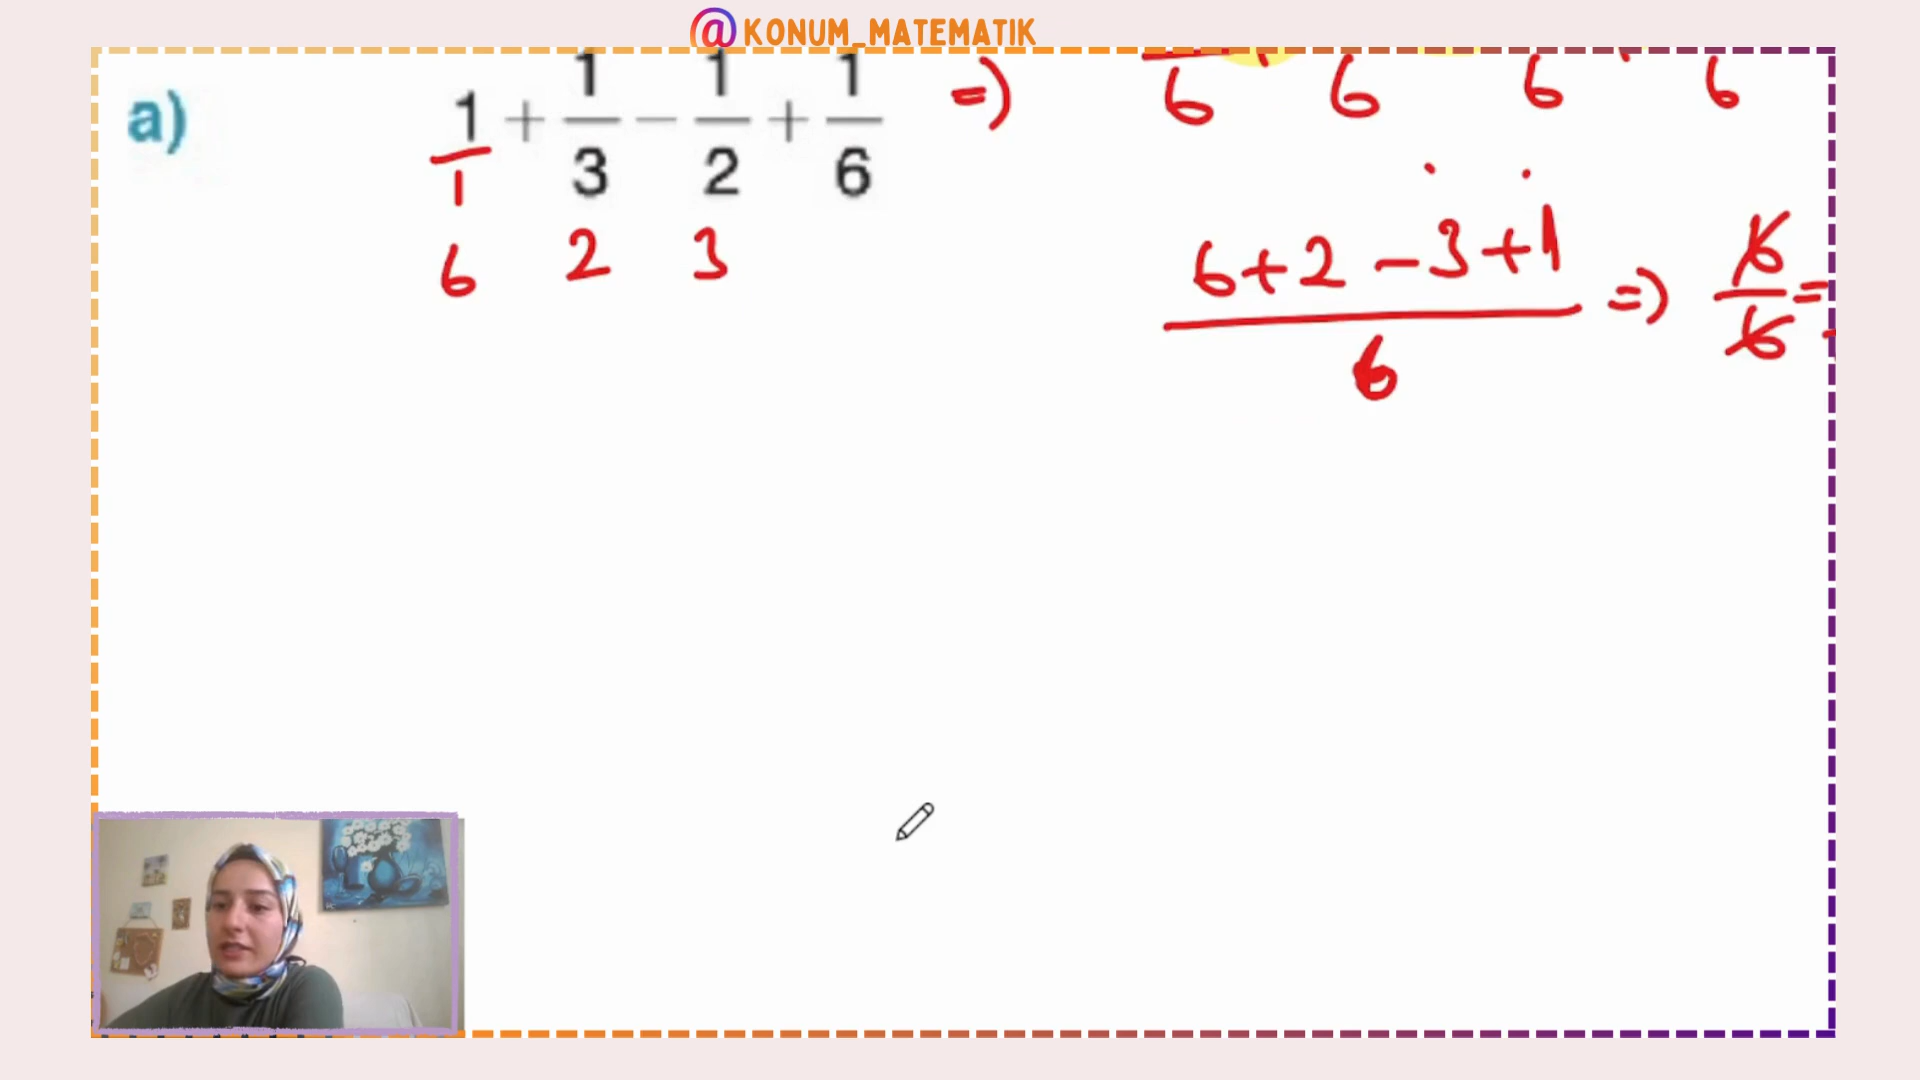 @KONUM_MATEMATIK
a) 1/1 + 1/3 - 1/2 + 1/6 =>
6 6 6 6
6 2 3
6+2-3+1/6 => 6/6 =